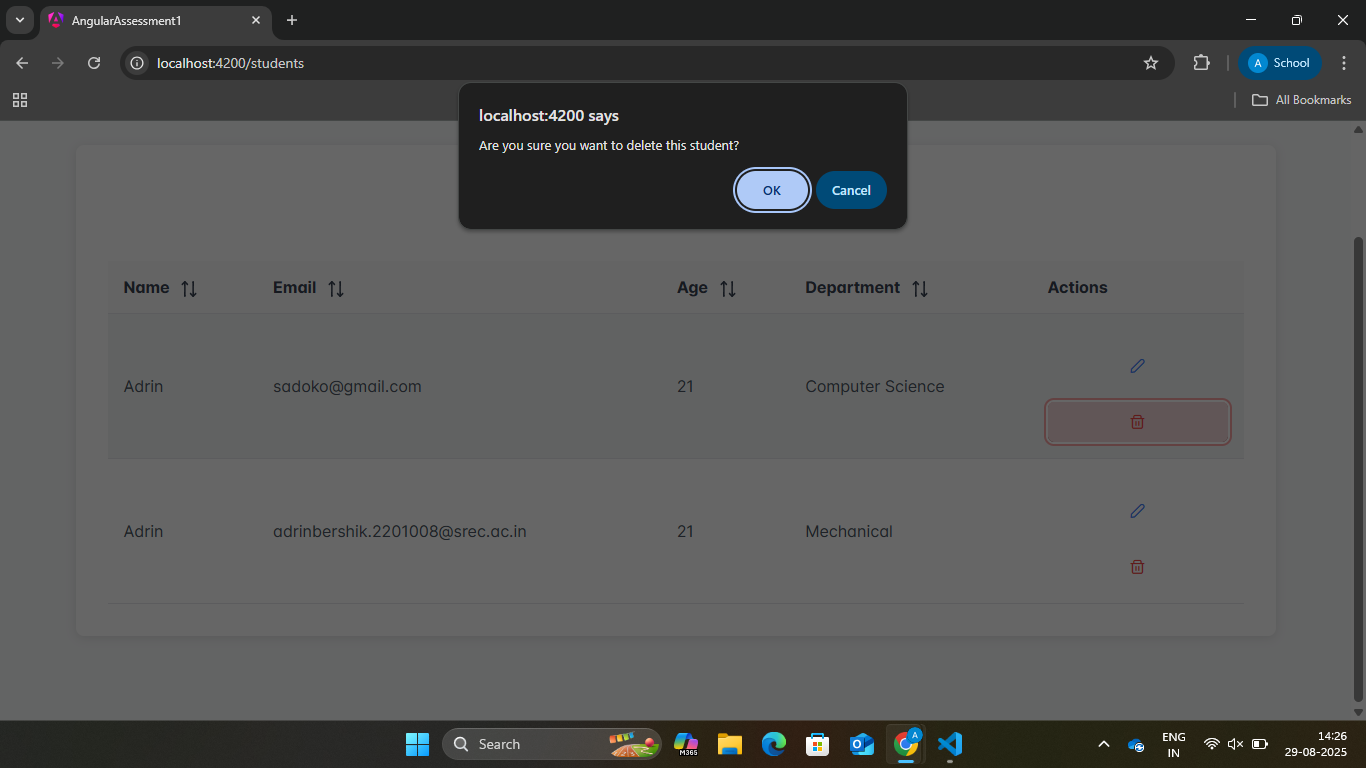 AngularAssessment1
localhost:4200/students
A School
All Bookmarks
localhost:4200 says
Are you sure you want to delete this student?
OK Cancel
Name Email Age Department Actions
Adrin sadoko@gmail.com 21 Computer Science
Adrin adrinbershik.2201008@srec.ac.in 21 Mechanical
Search
M365
A
ENG
IN
14:26
29-08-2025